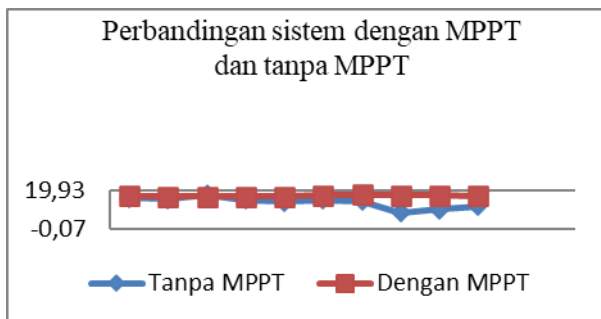 Perbandingan sistem dengan MPPT
dan tanpa MPPT
19,93
-0,07
Tanpa MPPT Dengan MPPT